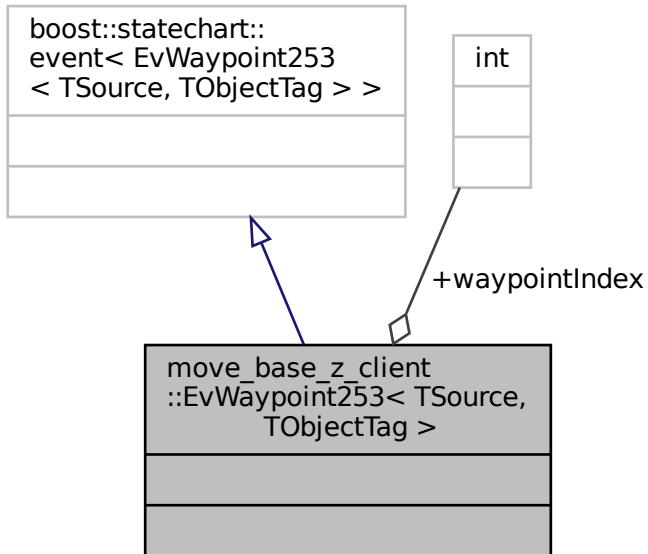 boost::statechart::
event< EvWaypoint253
< TSource, TObjectTag > >
int
+waypointIndex
move_base_z_client
::EvWaypoint253< TSource,
TObjectTag >